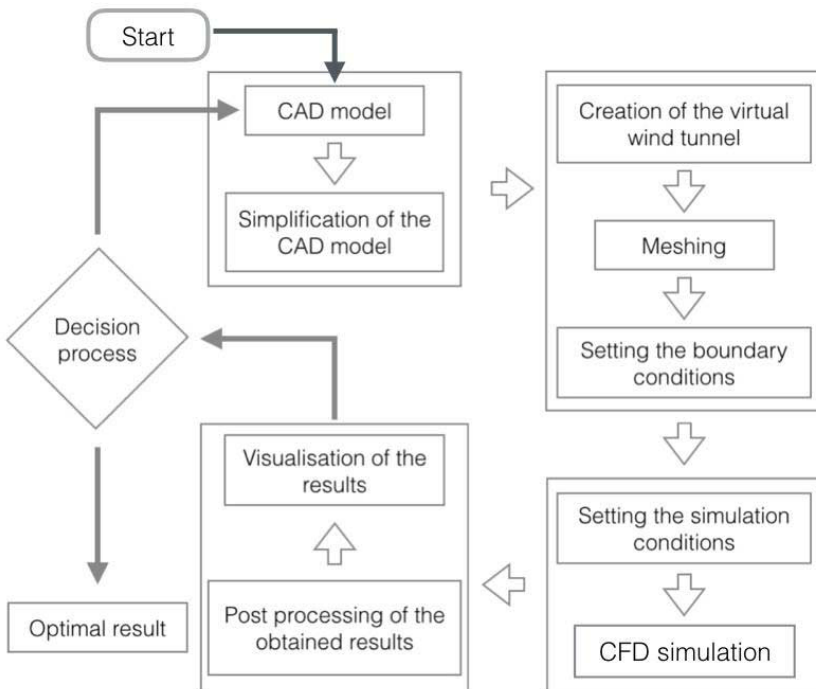 Start
CAD model
Simplification of the
CAD model
Creation of the virtual
wind tunnel
Meshing
Setting the boundary
conditions
Setting the simulation
conditions
CFD simulation
Post processing of the
obtained results
Visualisation of the
results
Decision
process
Optimal result